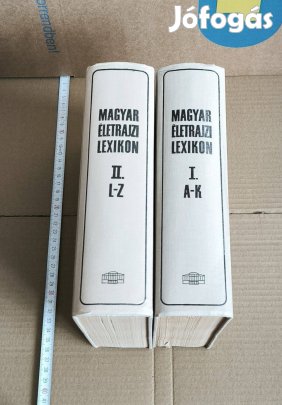 Jófogás
MAGYAR
ÉLETRAJZI
LEXIKON
II.
L-Z
MAGYAR
ÉLETRAJZI
LEXIKON
I.
A-K